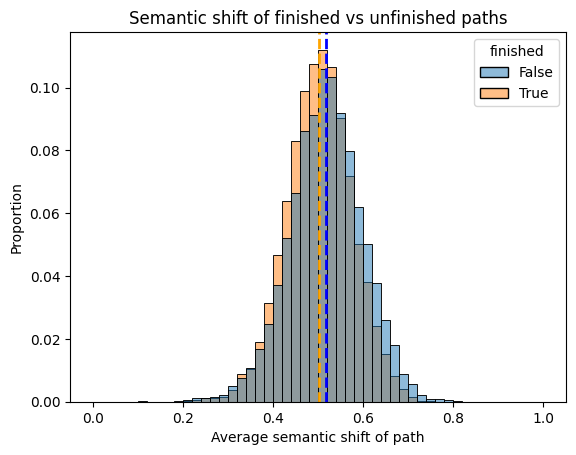 Semantic shift of finished vs unfinished paths
finished
False
True
Proportion
0.10
0.08
0.06
0.04
0.02
0.00
0.0 0.2 0.4 0.6 0.8 1.0
Average semantic shift of path